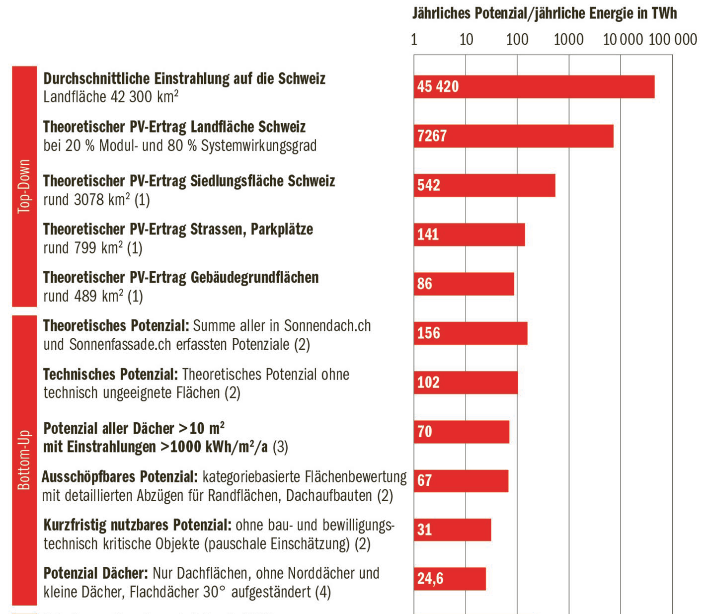 Jährliches Potenzial/jährliche Energie in TWh
1 10 100 1000 10 000 100 000
Top-Down
Durchschnittliche Einstrahlung auf die Schweiz
Landfläche 42 300 km²
45 420
Theoretischer PV-Ertrag Landfläche Schweiz
bei 20 % Modul- und 80 % Systemwirkungsgrad
7267
Theoretischer PV-Ertrag Siedlungsfläche Schweiz
rund 3078 km² (1)
542
Theoretischer PV-Ertrag Strassen, Parkplätze
rund 799 km² (1)
141
Theoretischer PV-Ertrag Gebäudegrundflächen
rund 489 km² (1)
86
Bottom-Up
Theoretisches Potenzial: Summe aller in Sonnendach.ch
und Sonnenfassade.ch erfassten Potenziale (2)
156
Technisches Potenzial: Theoretisches Potenzial ohne
technisch ungeeignete Flächen (2)
102
Potenzial aller Dächer >10 m²
mit Einstrahlungen >1000 kWh/m²/a (3)
70
Ausschöpfbares Potenzial: kategoriebasierte Flächenbewertung
mit detaillierten Abzügen für Randflächen, Dachaufbauten (2)
67
Kurzfristig nutzbares Potenzial: ohne bau- und bewilligungs-
technisch kritische Objekte (pauschale Einschätzung) (2)
31
Potenzial Dächer: Nur Dachflächen, ohne Norddächer und
kleine Dächer, Flachdächer 30° aufgeständert (4)
24,6